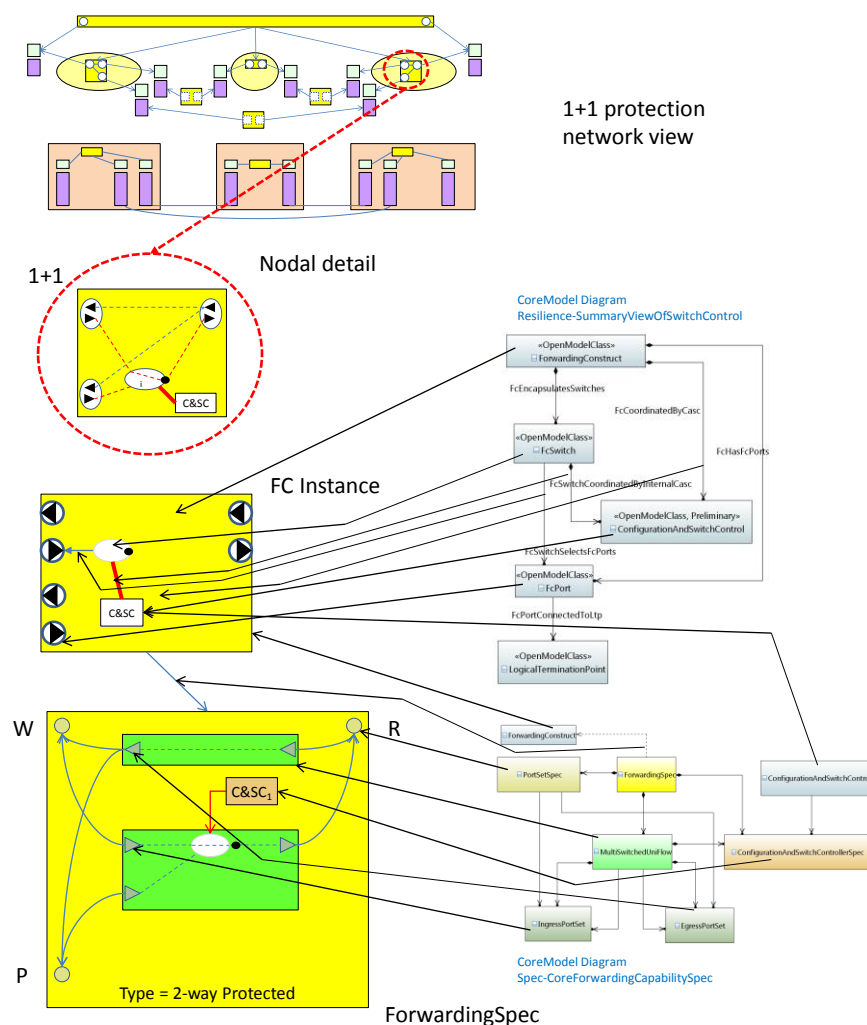 1+1 protection
network view
Nodal detail
1+1
i
C&SC
CoreModel Diagram
Resilience-SummaryViewOfSwitchControl
«OpenModelClass»
ForwardingConstruct
FcEncapsulatesSwitches
FcCoordinatedByCasc
«OpenModelClass»
FcSwitch
FcHasFcPorts
FcSwitchCoordinatedByInternalCasc
FC Instance
«OpenModelClass, Preliminary»
ConfigurationAndSwitchControl
FcSwitchSelectsFcPorts
«OpenModelClass»
FcPort
C&SC
FcPortConnectedToLtp
«OpenModelClass»
LogicalTerminationPoint
W
R
ForwardingConstruct
PortSetSpec
ForwardingSpec
ConfigurationAndSwitchControl
C&SC1
MultiSwitchedUniFlow
ConfigurationAndSwitchControllerSpec
IngressPortSet
EgressPortSet
P
CoreModel Diagram
Spec-CoreForwardingCapabilitySpec
Type = 2-way Protected
ForwardingSpec